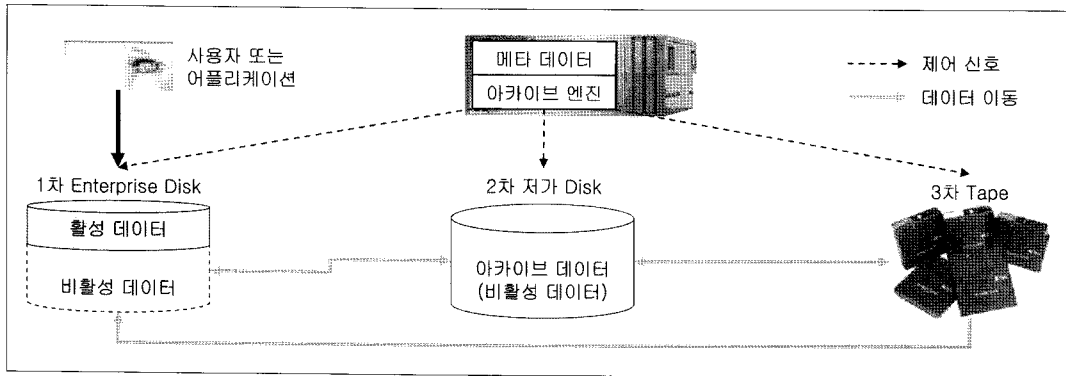 사용자 또는
어플리케이션
메타 데이터
아카이브 엔진
제어 신호
데이터 이동
1차 Enterprise Disk
2차 저가 Disk
3차 Tape
활성 데이터
비활성 데이터
아카이브 데이터
(비활성 데이터)